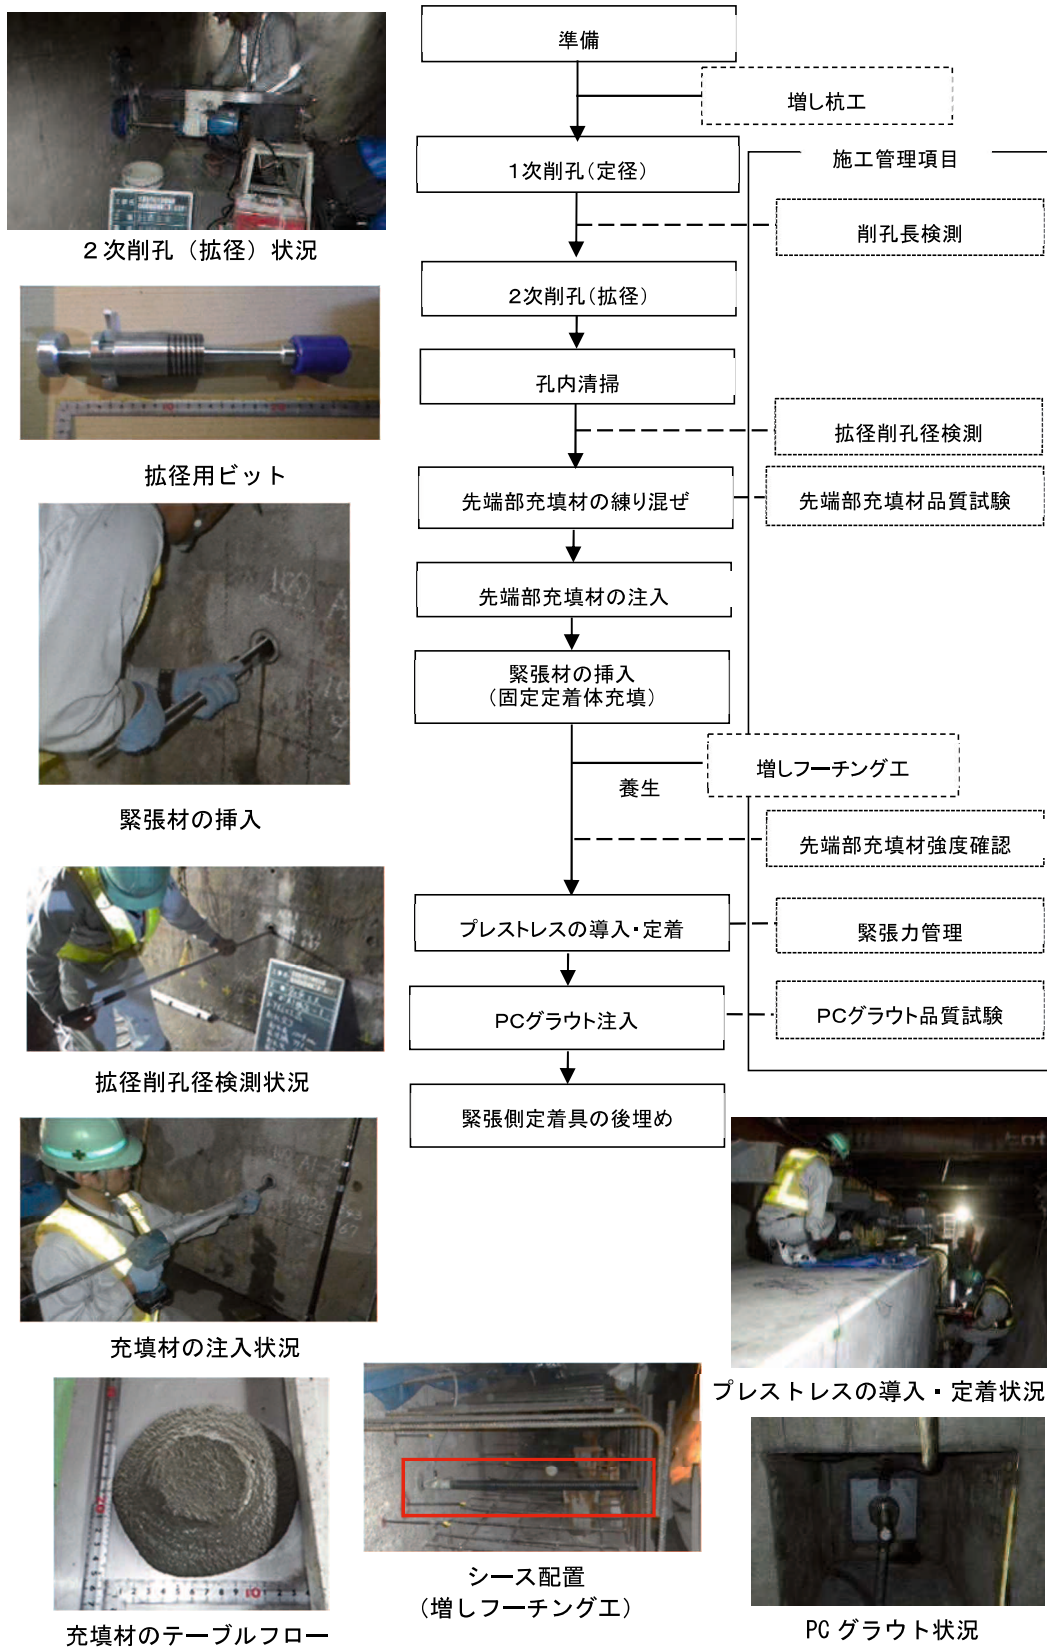 準備
増し杭工
1次削孔(定径)
施工管理項目
削孔長検測
2次削孔(拡径)
孔内清掃
拡径削孔径検測
先端部充填材の練り混ぜ
先端部充填材品質試験
先端部充填材の注入
緊張材の挿入
(固定定着体充填)
増しフーチング工
養生
先端部充填材強度確認
プレストレスの導入・定着
緊張力管理
PCグラウト注入
PCグラウト品質試験
緊張側定着具の後埋め
2次削孔(拡径)状況
拡径用ビット
緊張材の挿入
拡径削孔径検測状況
充填材の注入状況
充填材のテーブルフロー
シース配置
(増しフーチング工)
プレストレスの導入・定着状況
PC グラウト状況